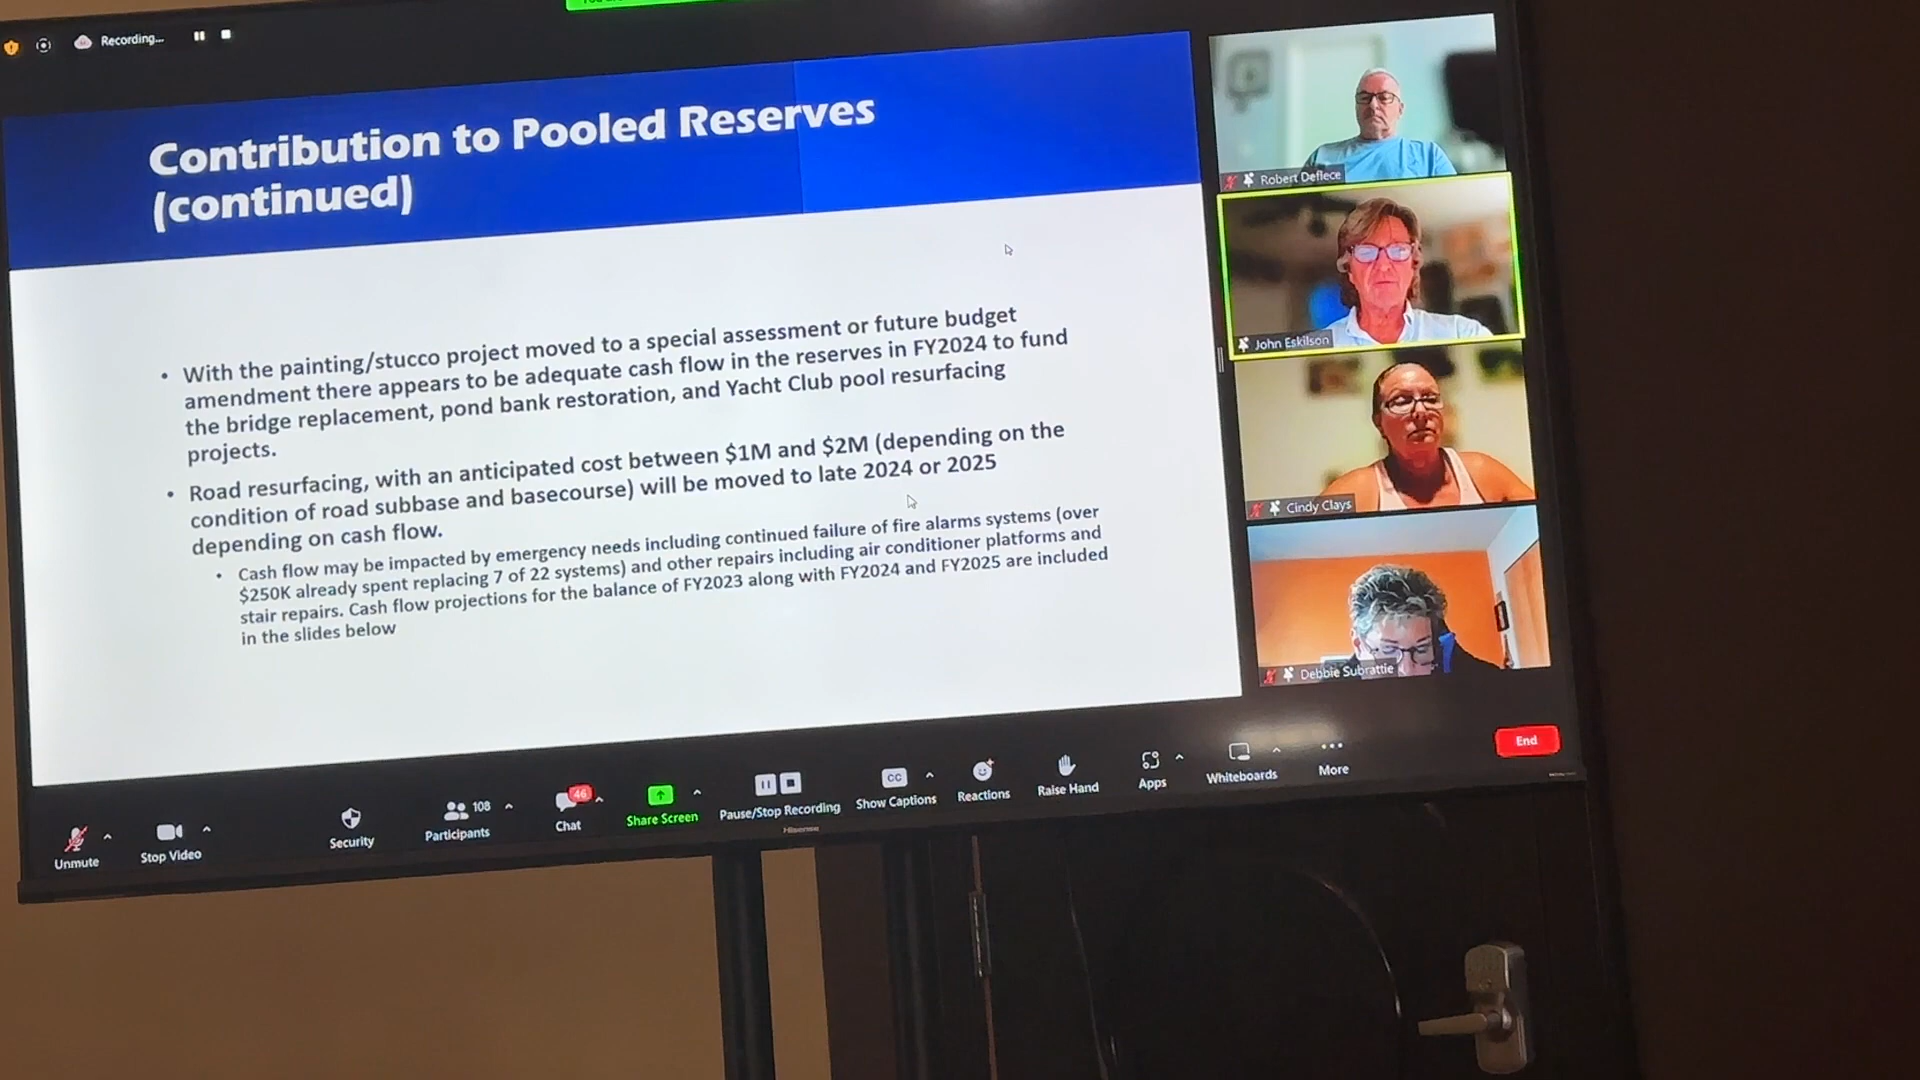 Recording...
Contribution to Pooled Reserves
(continued)
• With the painting/stucco project moved to a special assessment or future budget
amendment there appears to be adequate cash flow in the reserves in FY2024 to fund
the bridge replacement, pond bank restoration, and Yacht Club pool resurfacing
projects.
• Road resurfacing, with an anticipated cost between $1M and $2M (depending on the
condition of road subbase and basecourse) will be moved to late 2024 or 2025
depending on cash flow.
• Cash flow may be impacted by emergency needs including continued failure of fire alarms systems (over
$250K already spent replacing 7 of 22 systems) and other repairs including air conditioner platforms and
stair repairs. Cash flow projections for the balance of FY2023 along with FY2024 and FY2025 are included
in the slides below
Robert Deflece
John Eskilson
Cindy Clays
Debbie Subrattie
Unmute
Stop Video
Security
108
Participants
46
Chat
Share Screen
Pause/Stop Recording
CC
Show Captions
Reactions
Raise Hand
Apps
Whiteboards
More
End
Hisense